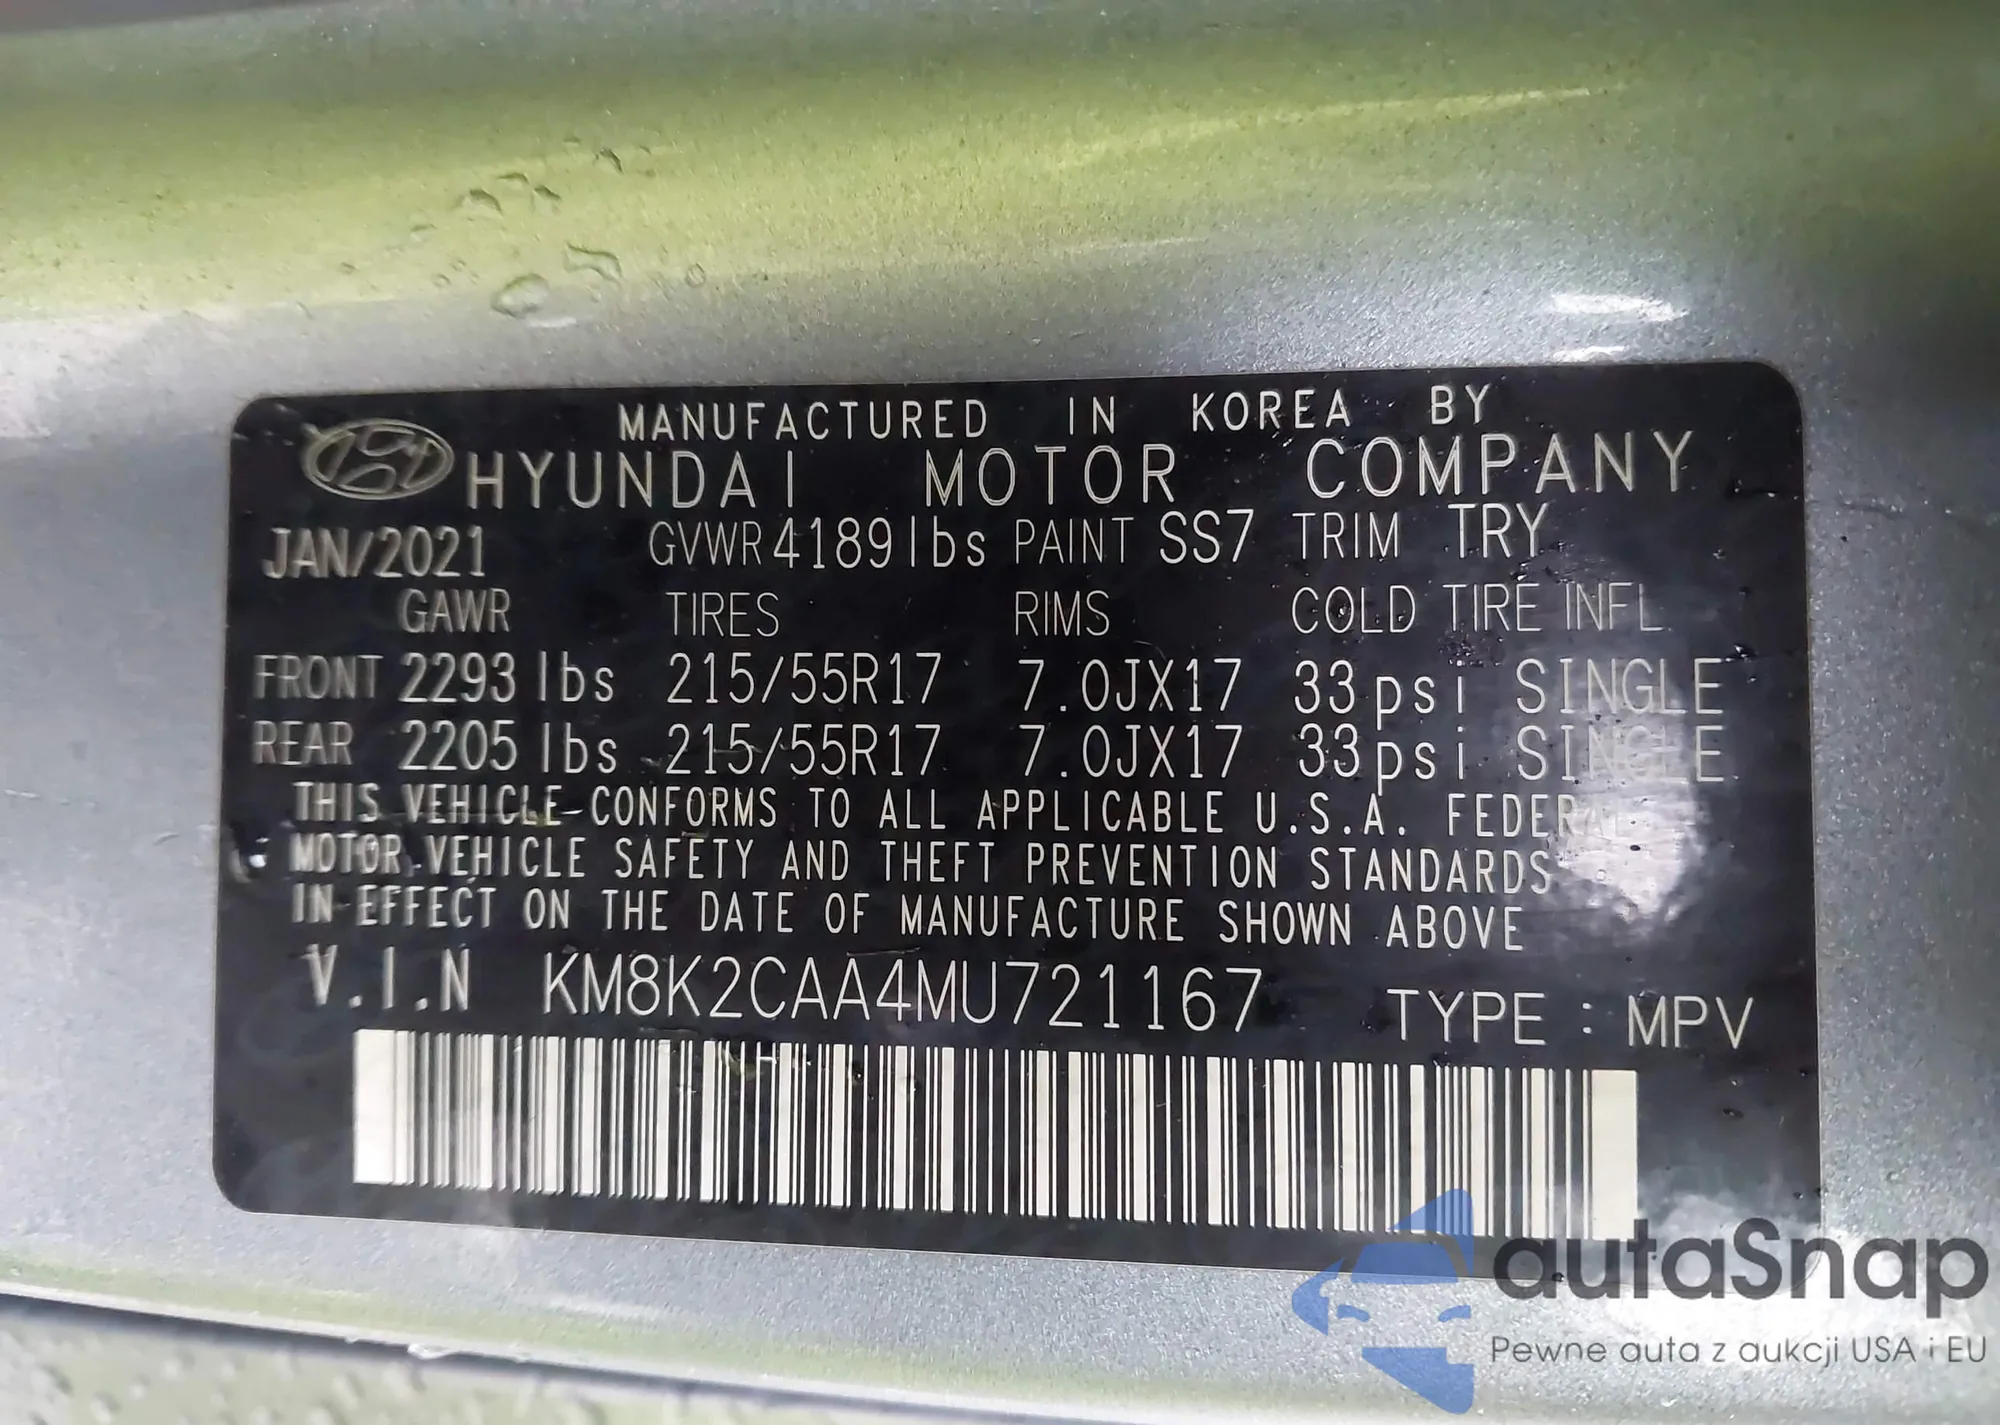 MANUFACTURED IN KOREA BY
HYUNDAI MOTOR COMPANY
JAN/2021 GVWR 4189 lbs PAINT SS7 TRIM TRY
GAWR TIRES RIMS COLD TIRE INFL.
FRONT 2293 lbs 215/55R17 7.0JX17 33psi SINGLE
REAR 2205 lbs 215/55R17 7.0JX17 33psi SINGLE
THIS VEHICLE CONFORMS TO ALL APPLICABLE U.S.A. FEDERAL
MOTOR VEHICLE SAFETY AND THEFT PREVENTION STANDARDS
IN EFFECT ON THE DATE OF MANUFACTURE SHOWN ABOVE
V.I.N KM8K2CAA4MU721167 TYPE : MPV
autaSnap
Pewne auta z aukcji USA i EU